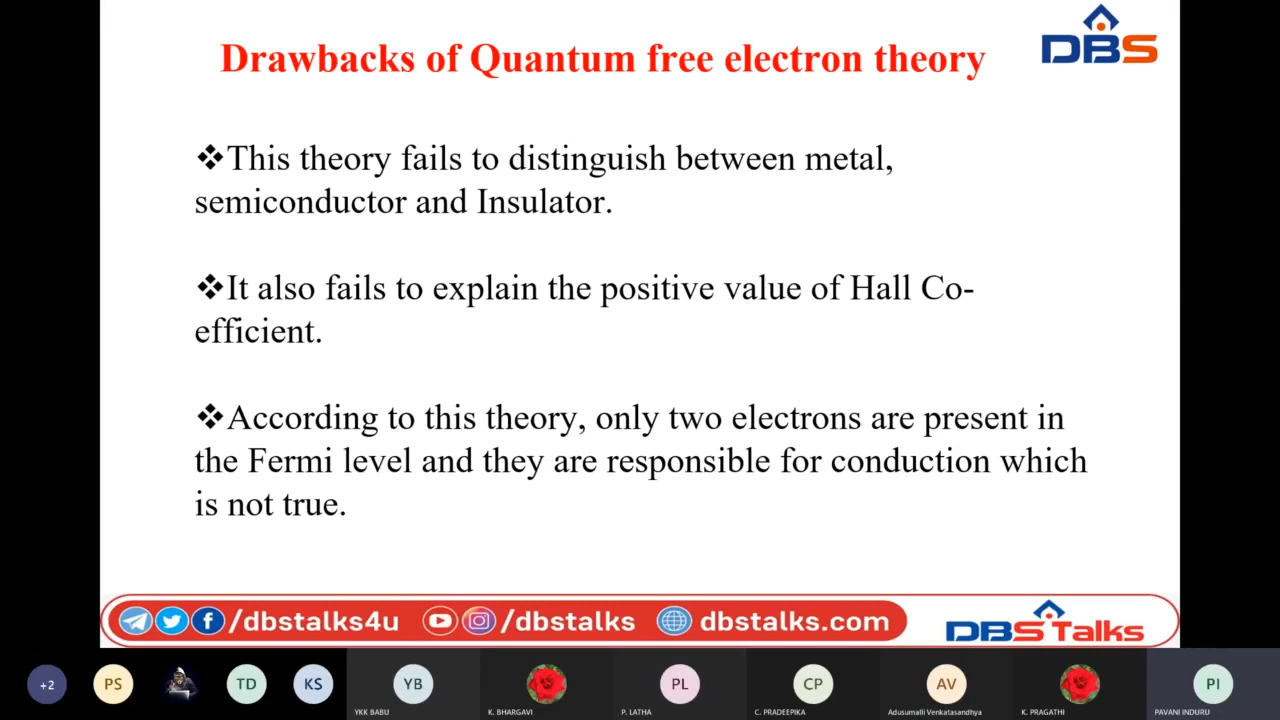 Drawbacks of Quantum free electron theory
DBS
❖This theory fails to distinguish between metal,
semiconductor and Insulator.
❖It also fails to explain the positive value of Hall Co-
efficient.
❖According to this theory, only two electrons are present in
the Fermi level and they are responsible for conduction which
is not true.
/dbstalks4u /dbstalks dbstalks.com
DBS Talks
+2 PS TD KS YB PL CP AV PI
YKK BABU K. BHARGAVI P. LATHA C. PRADEEPIKA Adusumalli Venkatasandhya K. PRAGATHI PAVANI INDURU